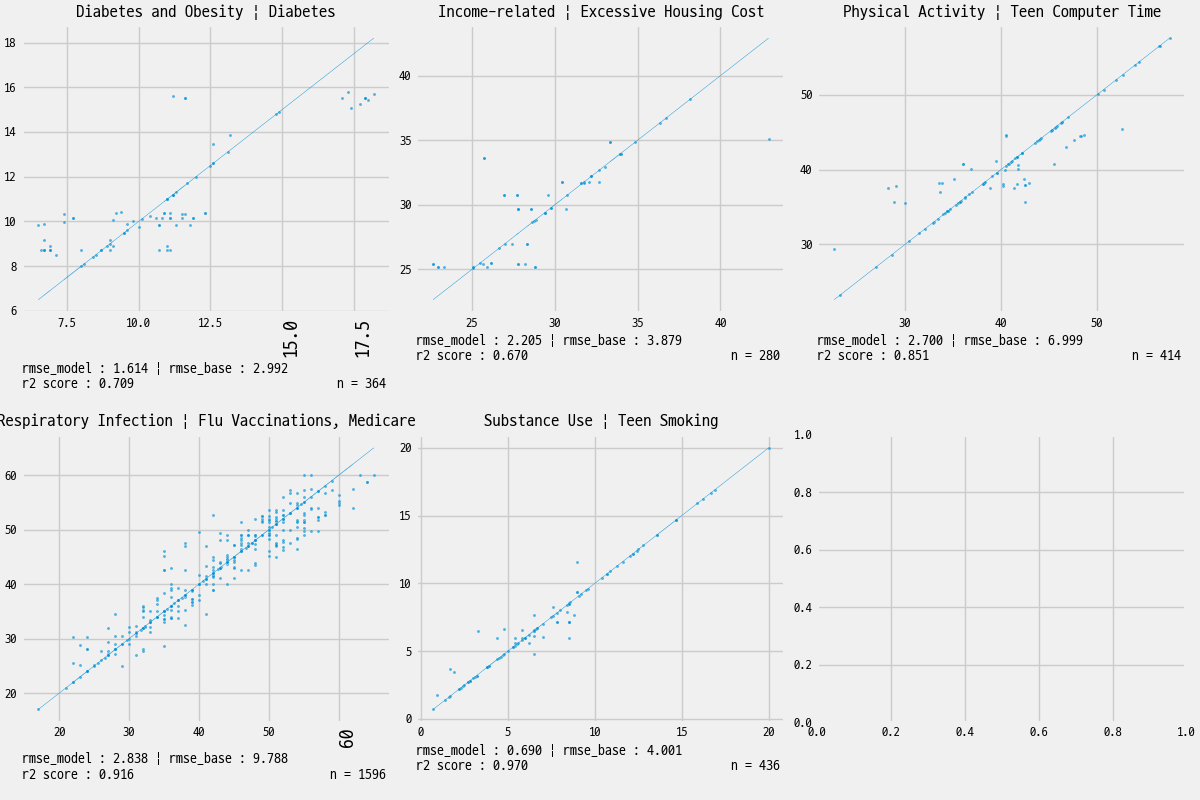 Diabetes and Obesity ¦ Diabetes
18
16
14
12
10
8
6
7.5 10.0 12.5 15.0 17.5
rmse_model : 1.614 ¦ rmse_base : 2.992
r2 score : 0.709 n = 364
Income-related ¦ Excessive Housing Cost
40
35
30
25
25 30 35 40
rmse_model : 2.205 ¦ rmse_base : 3.879
r2 score : 0.670 n = 280
Physical Activity ¦ Teen Computer Time
50
40
30
30 40 50
rmse_model : 2.700 ¦ rmse_base : 6.999
r2 score : 0.851 n = 414
Respiratory Infection ¦ Flu Vaccinations, Medicare
60
50
40
30
20
20 30 40 50 60
rmse_model : 2.838 ¦ rmse_base : 9.788
r2 score : 0.916 n = 1596
Substance Use ¦ Teen Smoking
20
15
10
5
0
0 5 10 15 20
rmse_model : 0.690 ¦ rmse_base : 4.001
r2 score : 0.970 n = 436
1.0
0.8
0.6
0.4
0.2
0.0
0.0 0.2 0.4 0.6 0.8 1.0